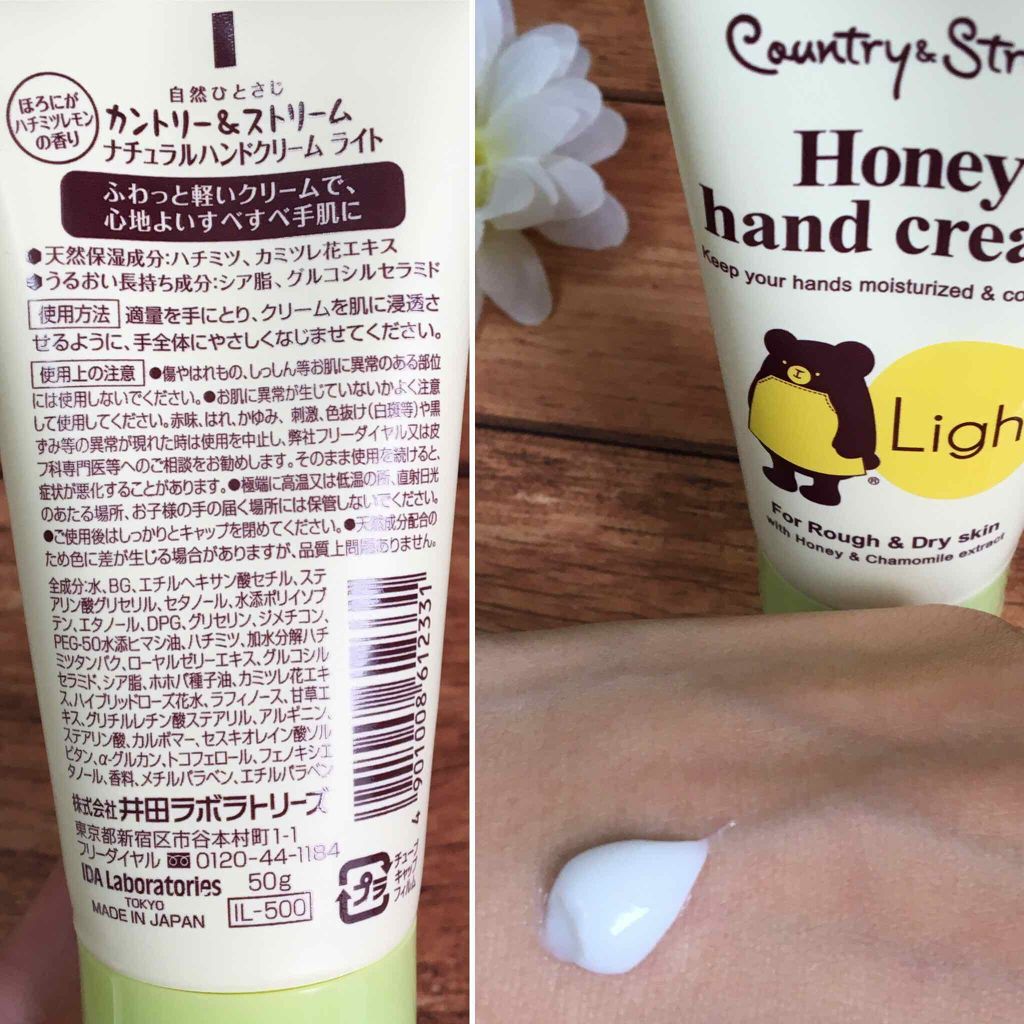 ほろにが
ハチミツレモン
の香り
自然ひとさじ
カントリー&ストリーム
ナチュラルハンドクリーム ライト
ふわっと軽いクリームで、
心地よいすべすべ手肌に
●天然保湿成分:ハチミツ、カミツレ花エキス
●うるおい長持ち成分:シア脂、グルコシルセラミド
使用方法 適量を手にとり、クリームを肌に浸透さ
せるように、手全体にやさしくなじませてください。
使用上の注意 ●傷やはれもの、しっしん等お肌に異常のある部位
には使用しないでください。●お肌に異常が生じていないかよく注意
して使用してください。赤味、はれ、かゆみ、刺激、色抜け(白斑等)や黒
ずみ等の異常が現れた時は使用を中止し、弊社フリーダイヤル又は皮
フ科専門医等へのご相談をお勧めします。そのまま使用を続けると、
症状が悪化することがあります。●極端に高温又は低温の所、直射日光
のあたる場所、お子様の手の届く場所には保管しないでください。
●ご使用後はしっかりとキャップを閉めてください。●天然成分配合の
ため色に差が生じる場合がありますが、品質上問題ありません。
全成分:水、BG、エチルヘキサン酸セチル、ステ
アリン酸グリセリル、セタノール、水添ポリイソブ
テン、エタノール、DPG、グリセリン、ジメチコン、
PEG-50水添ヒマシ油、ハチミツ、加水分解ハチ
ミツタンパク、ローヤルゼリーエキス、グルコシル
セラミド、シア脂、ホホバ種子油、カミツレ花エキ
ス、ハイブリッドローズ花水、ラフィノース、甘草エ
キス、グリチルレチン酸ステアリル、アルギニン、
ステアリン酸、カルボマー、セスキオレイン酸ソル
ビタン、α-グルカン、トコフェロール、フェノキシエ
タノール、香料、メチルパラベン、エチルパラベン
4 901008 612331
株式会社 井田ラボラトリーズ
東京都新宿区市谷本村町1-1
フリーダイヤル 0120-44-1184
IDA Laboratories 50g
TOKYO
MADE IN JAPAN IL-500
プラ
チューブ
キャップ
フィルム
Country & Str
Honey
hand crea
Keep your hands moisturized & co
Ligh
®
For Rough & Dry skin
with Honey & Chamomile extract